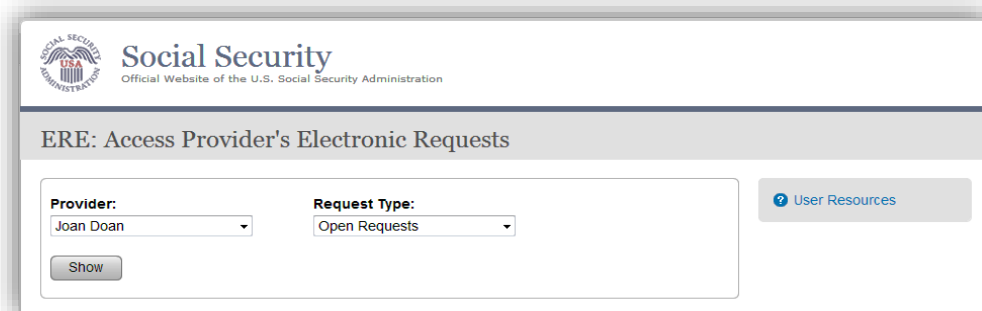 SOCIAL SECURITY
USA
ADMINISTRATION
Social Security
Official Website of the U.S. Social Security Administration
ERE: Access Provider's Electronic Requests
Provider:
Joan Doan
Request Type:
Open Requests
Show
? User Resources